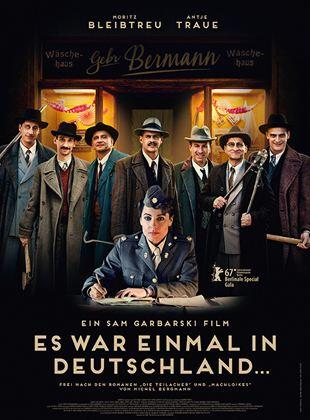 MORITZ ANTJE
BLEIBTREU TRAUE
Wäsche-
haus
Gebr Bermann
Wäsche-
haus
67
Berlinale Special
Gala
EIN SAM GARBARSKI FILM
ES WAR EINMAL IN
DEUTSCHLAND...
FREI NACH DEN ROMANEN „DIE TEILACHER" UND „MACHLOIKES"
VON MICHEL BERGMANN